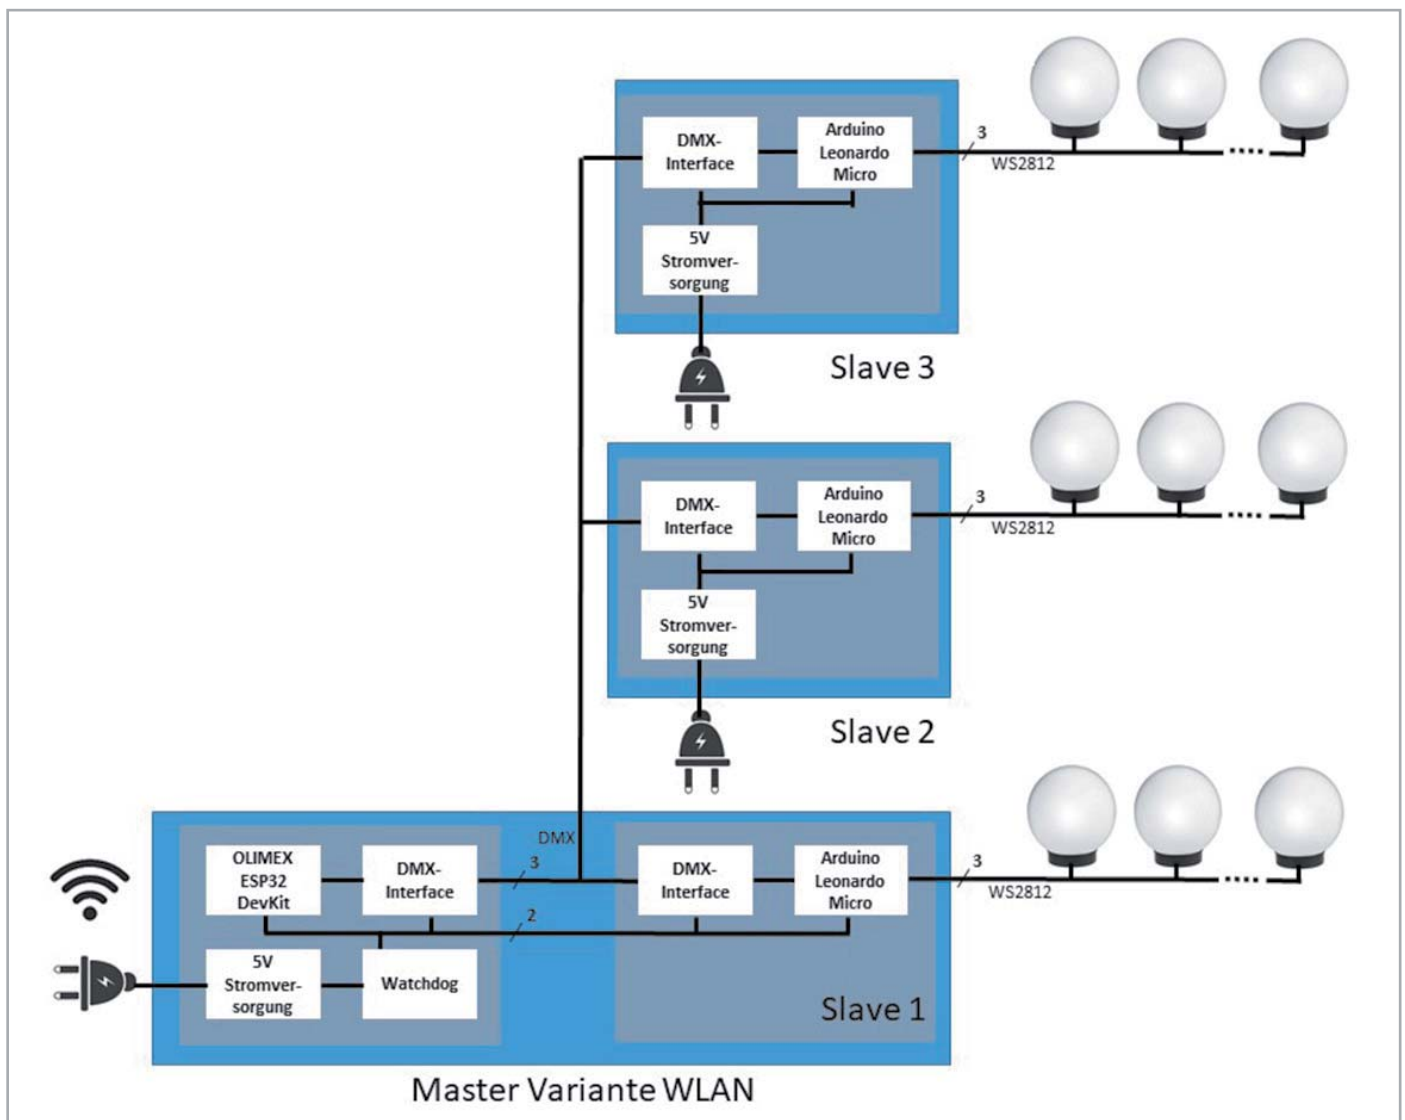 DMX-
Interface
Arduino
Leonardo
Micro
3
WS2812
5V
Stromver-
sorgung
Slave 3
DMX-
Interface
Arduino
Leonardo
Micro
3
WS2812
5V
Stromver-
sorgung
Slave 2
DMX
OLIMEX
ESP32
DevKit
DMX-
Interface
3
DMX-
Interface
Arduino
Leonardo
Micro
3
WS2812
2
5V
Stromver-
sorgung
Watchdog
Slave 1
Master Variante WLAN